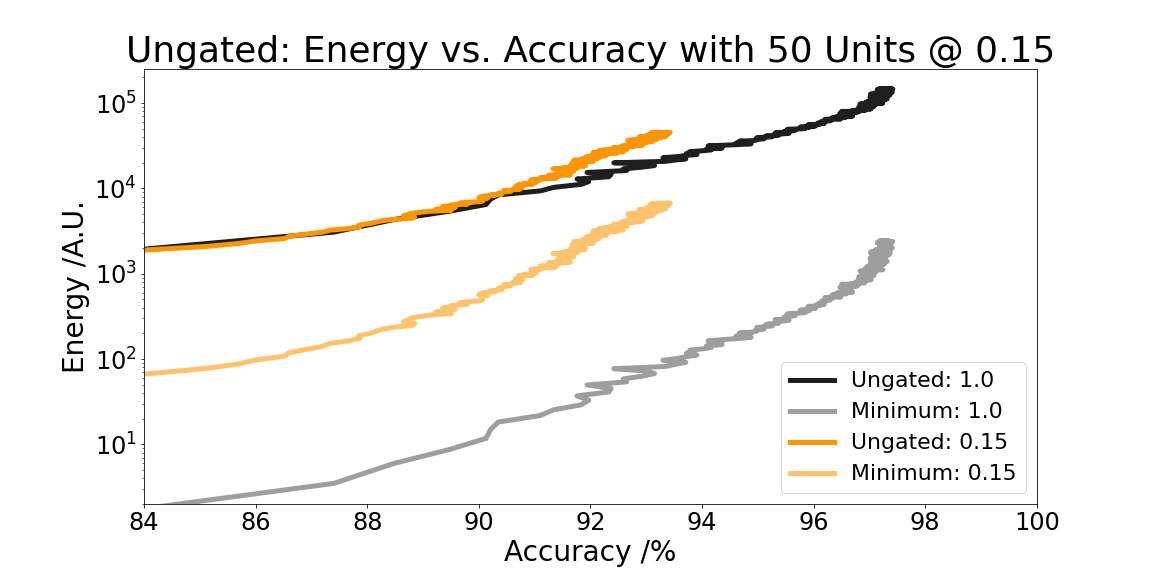 Ungated: Energy vs. Accuracy with 50 Units @ 0.15
Energy /A.U.
10^5
10^4
10^3
10^2
10^1
84 86 88 90 92 94 96 98 100
Accuracy /%
Ungated: 1.0
Minimum: 1.0
Ungated: 0.15
Minimum: 0.15